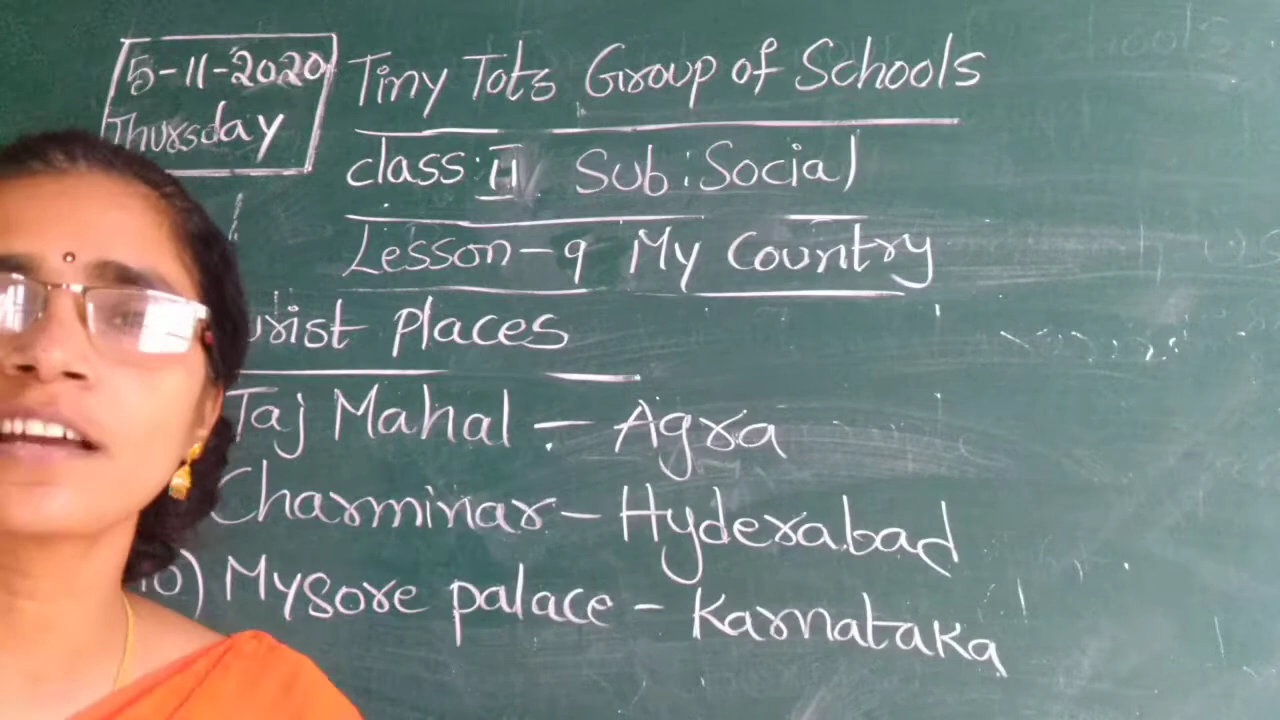 5-11-2020
Thursday
Tiny Tots Group of Schools
class: II Sub: Social
Lesson-9 My Country
Places
Taj Mahal - Agra
Charminar - Hyderabad
10) Mysore palace - Karnataka